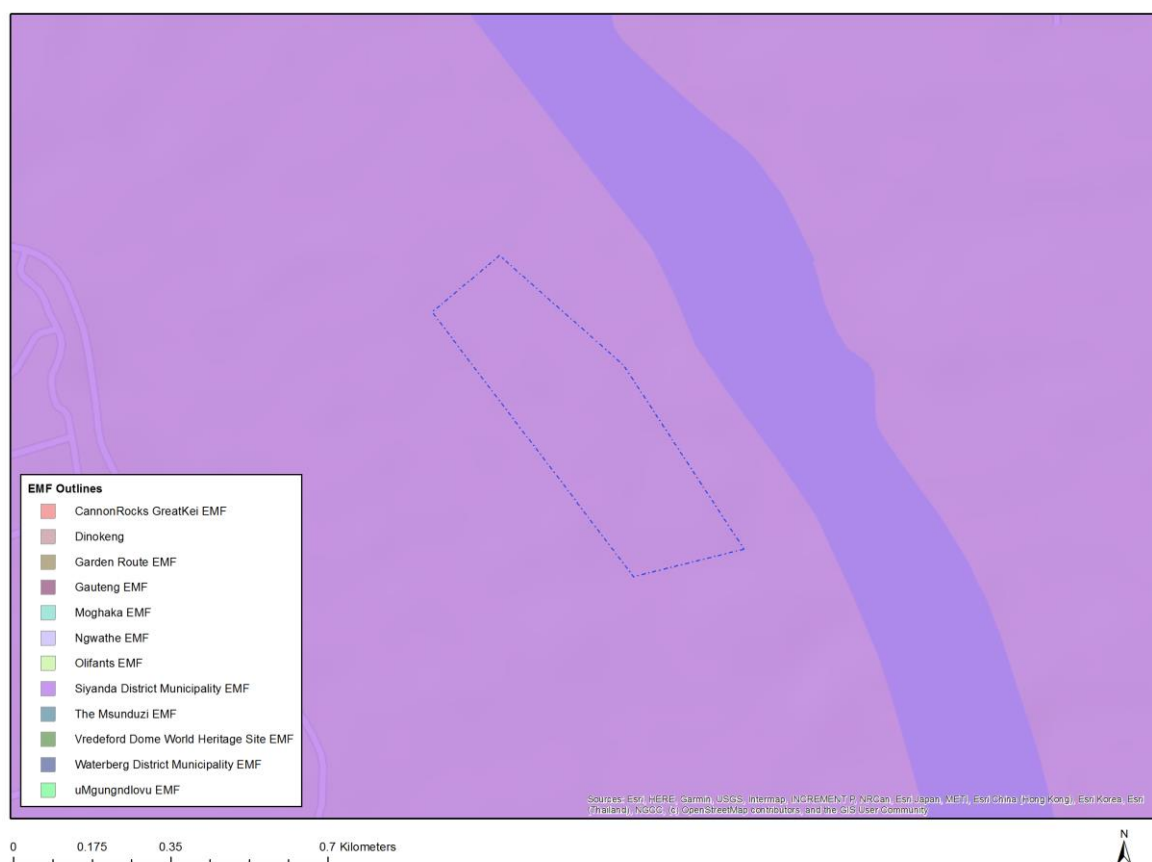 EMF Outlines
CannonRocks GreatKei EMF
Dinokeng
Garden Route EMF
Gauteng EMF
Moghaka EMF
Ngwathe EMF
Olifants EMF
Siyanda District Municipality EMF
The Msunduzi EMF
Vredeford Dome World Heritage Site EMF
Waterberg District Municipality EMF
uMgungndlovu EMF
Sources: Esri, HERE, Garmin, USGS, Intermap, INCREMENT P, NRCan, Esri Japan, METI, Esri China (Hong Kong), Esri Korea, Esri
(Thailand), NGCC, (c) OpenStreetMap contributors, and the GIS User Community
0 0.175 0.35 0.7 Kilometers
N